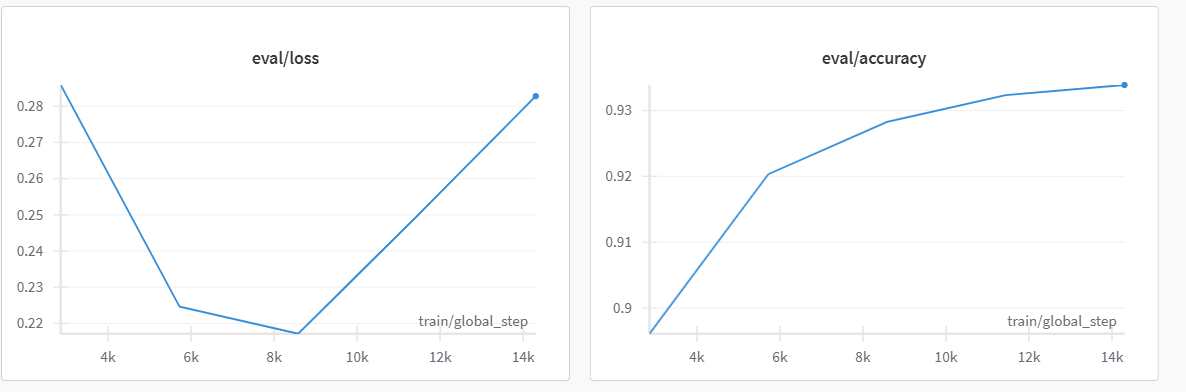 eval/loss
0.28
0.27
0.26
0.25
0.24
0.23
0.22
train/global_step
4k 6k 8k 10k 12k 14k
eval/accuracy
0.93
0.92
0.91
0.9
train/global_step
4k 6k 8k 10k 12k 14k